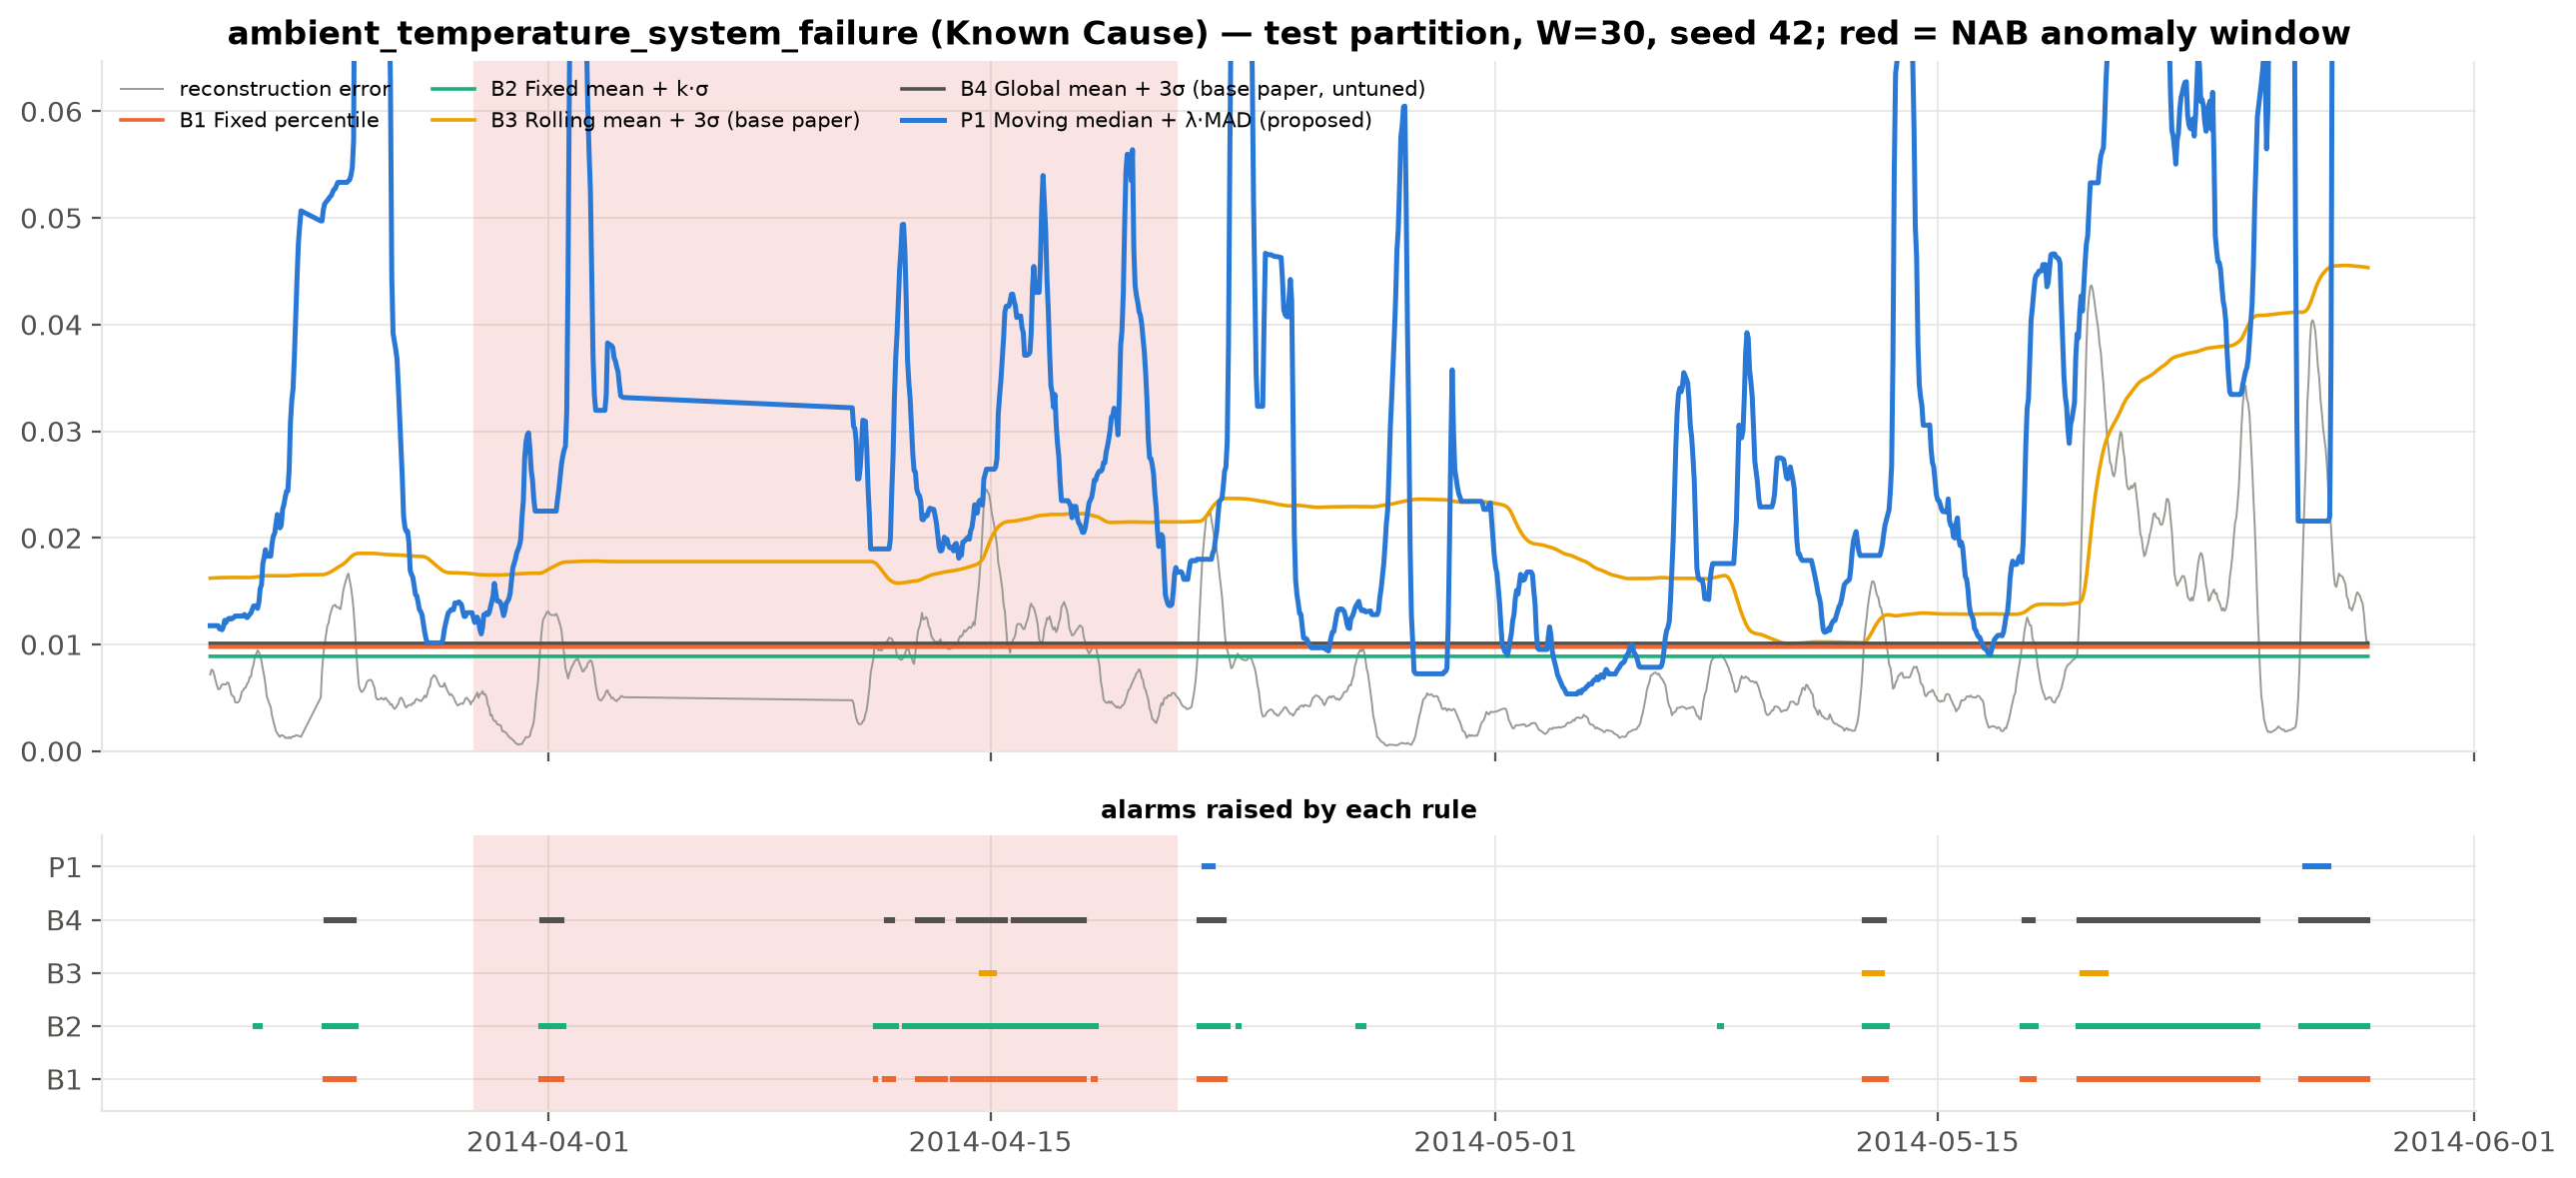 ambient_temperature_system_failure (Known Cause) — test partition, W=30, seed 42; red = NAB anomaly window
reconstruction error
B1 Fixed percentile
B2 Fixed mean + k·σ
B3 Rolling mean + 3σ (base paper)
B4 Global mean + 3σ (base paper, untuned)
P1 Moving median + λ·MAD (proposed)
0.06
0.05
0.04
0.03
0.02
0.01
0.00
alarms raised by each rule
P1
B4
B3
B2
B1
2014-04-01
2014-04-15
2014-05-01
2014-05-15
2014-06-01